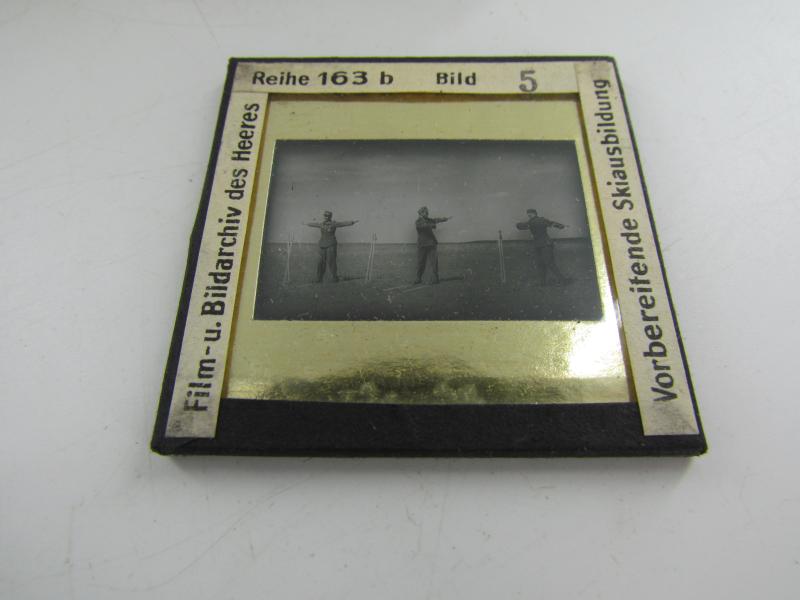 Reihe 163 b Bild 5
Film- u. Bildarchiv des Heeres
Vorbereitende Skiausbildung